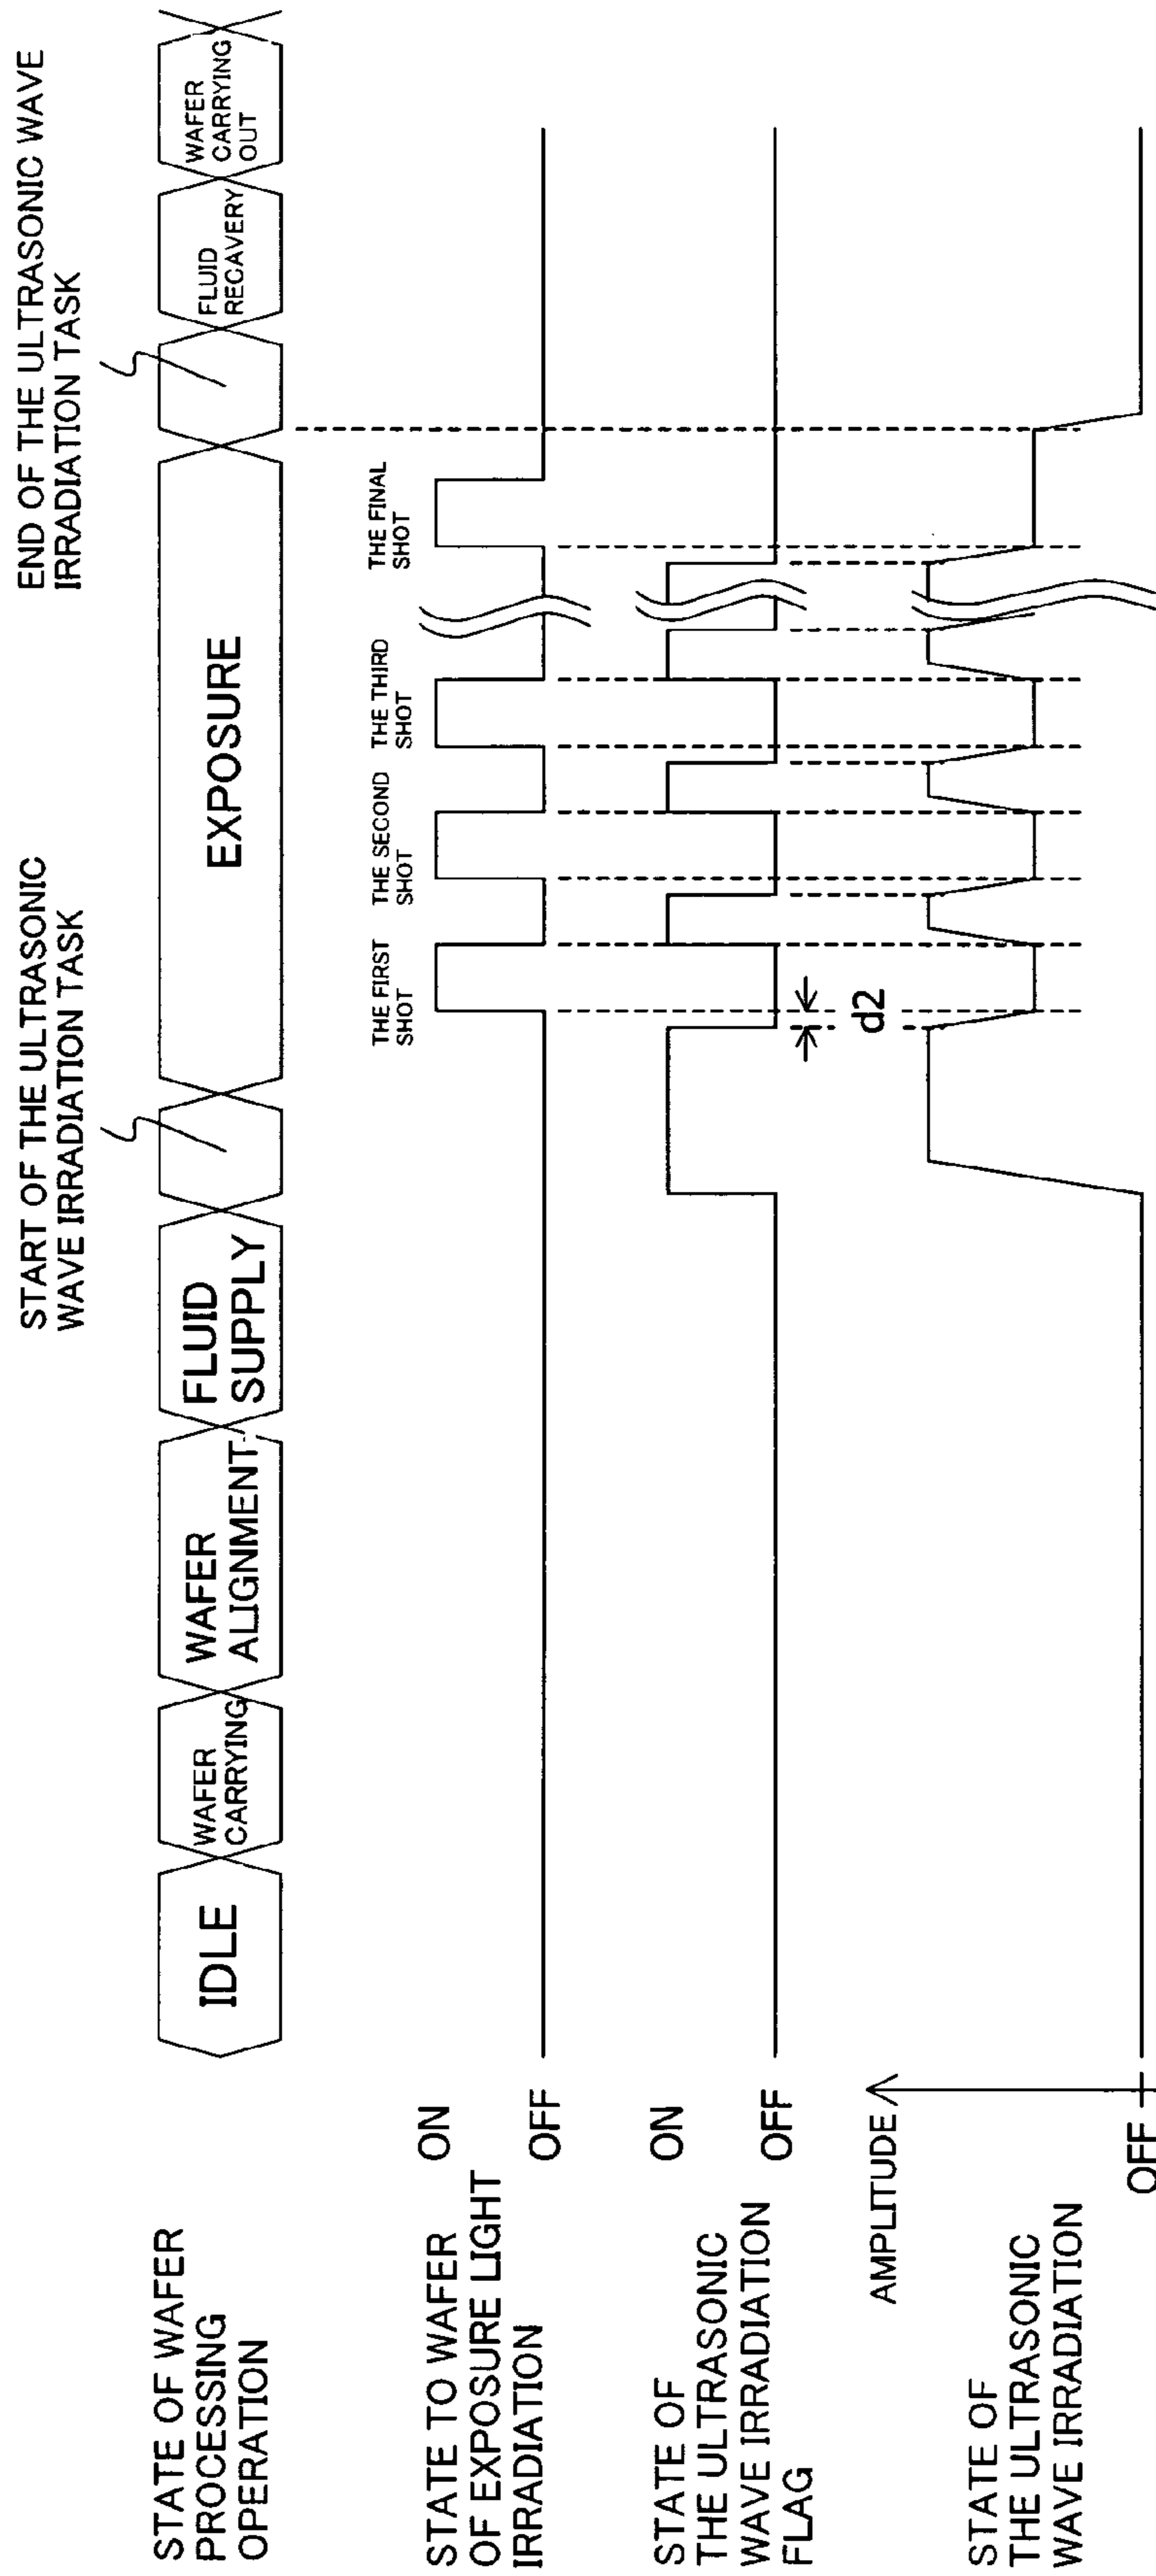 START OF THE ULTRASONIC
WAVE IRRADIATION TASK
END OF THE ULTRASONIC WAVE
IRRADIATION TASK
STATE OF WAFER
PROCESSING
OPERATION
IDLE
WAFER
CARRYING
WAFER
ALIGNMENT
FLUID
SUPPLY
EXPOSURE
FLUID
RECAVERY
WAFER
CARRYING
OUT
STATE TO WAFER
OF EXPOSURE LIGHT
IRRADIATION
ON
OFF
THE FIRST
SHOT
THE SECOND
SHOT
THE THIRD
SHOT
THE FINAL
SHOT
STATE OF
THE ULTRASONIC
WAVE IRRADIATION
FLAG
ON
OFF
d2
STATE OF
THE ULTRASONIC
WAVE IRRADIATION
AMPLITUDE
OFF